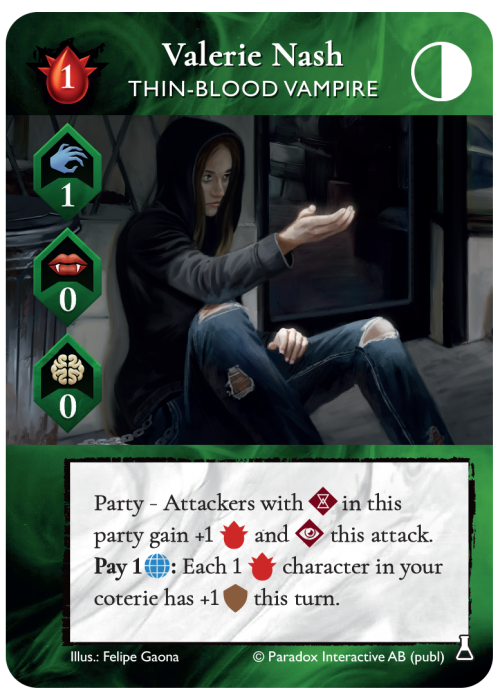 1
Valerie Nash
THIN-BLOOD VAMPIRE
1
0
0
Party - Attackers with in this
party gain +1 and this attack.
Pay 1 : Each 1 character in your
coterie has +1 this turn.
Illus.: Felipe Gaona
© Paradox Interactive AB (publ)